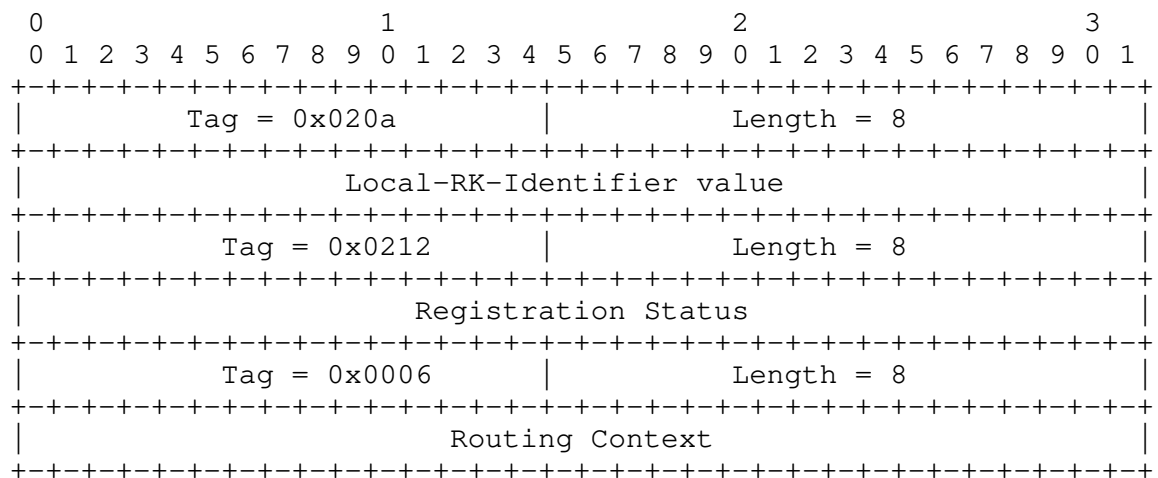 0                   1                   2                   3
 0 1 2 3 4 5 6 7 8 9 0 1 2 3 4 5 6 7 8 9 0 1 2 3 4 5 6 7 8 9 0 1
+-+-+-+-+-+-+-+-+-+-+-+-+-+-+-+-+-+-+-+-+-+-+-+-+-+-+-+-+-+-+-+-+
|         Tag = 0x020a        |          Length = 8             |
+-+-+-+-+-+-+-+-+-+-+-+-+-+-+-+-+-+-+-+-+-+-+-+-+-+-+-+-+-+-+-+-+
|                  Local-RK-Identifier value                    |
+-+-+-+-+-+-+-+-+-+-+-+-+-+-+-+-+-+-+-+-+-+-+-+-+-+-+-+-+-+-+-+-+
|           Tag = 0x0212      |          Length = 8             |
+-+-+-+-+-+-+-+-+-+-+-+-+-+-+-+-+-+-+-+-+-+-+-+-+-+-+-+-+-+-+-+-+
|                      Registration Status                      |
+-+-+-+-+-+-+-+-+-+-+-+-+-+-+-+-+-+-+-+-+-+-+-+-+-+-+-+-+-+-+-+-+
|           Tag = 0x0006      |          Length = 8             |
+-+-+-+-+-+-+-+-+-+-+-+-+-+-+-+-+-+-+-+-+-+-+-+-+-+-+-+-+-+-+-+-+
|                        Routing Context                        |
+-+-+-+-+-+-+-+-+-+-+-+-+-+-+-+-+-+-+-+-+-+-+-+-+-+-+-+-+-+-+-+-+